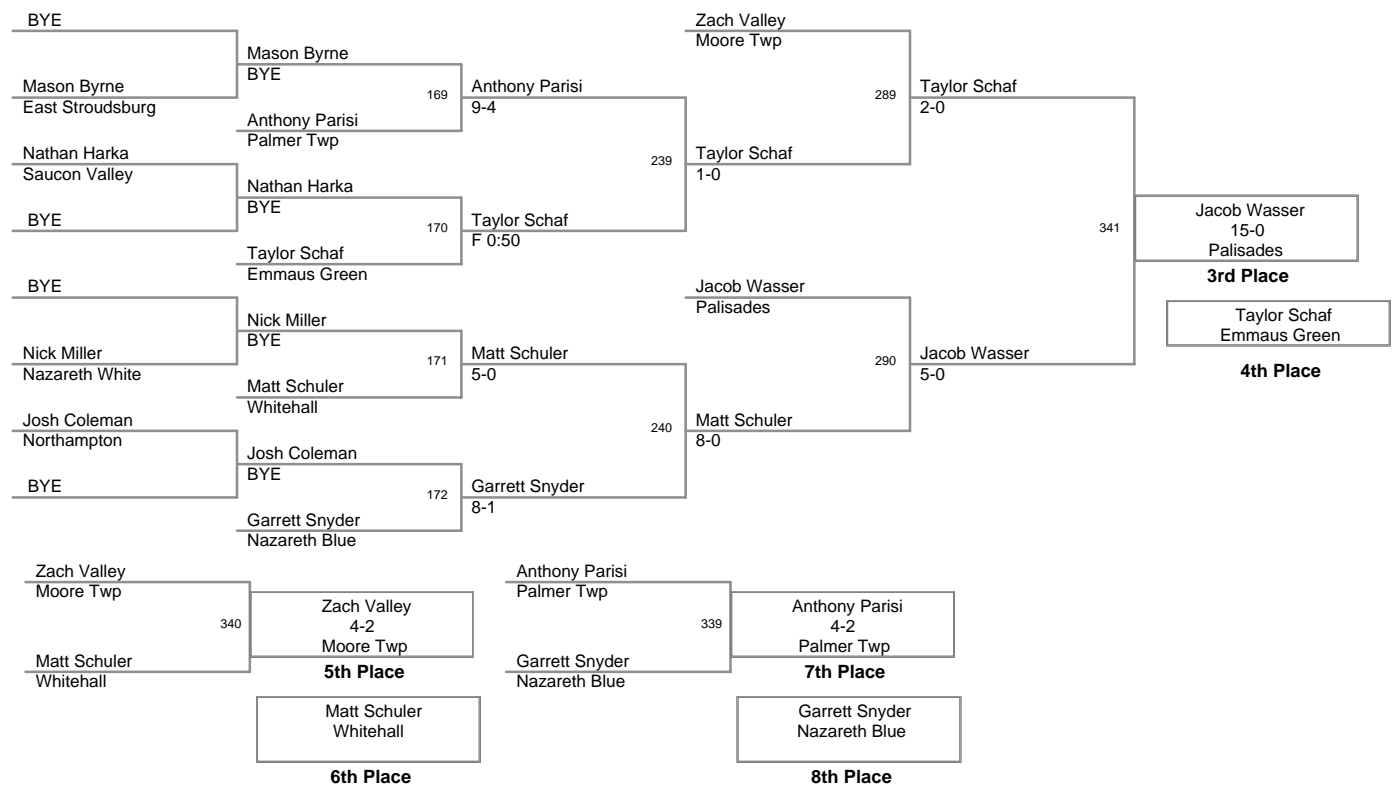 BYE
Mason Byrne
East Stroudsburg
Nathan Harka
Saucon Valley
BYE
BYE
Nick Miller
Nazareth White
Josh Coleman
Northampton
BYE
Mason Byrne
BYE
169
Anthony Parisi
Palmer Twp
Nathan Harka
BYE
170
Taylor Schaf
Emmaus Green
Nick Miller
BYE
171
Matt Schuler
Whitehall
Josh Coleman
BYE
172
Garrett Snyder
Nazareth Blue
Anthony Parisi
9-4
239
Taylor Schaf
F 0:50
Matt Schuler
5-0
240
Garrett Snyder
8-1
Zach Valley
Moore Twp
289
Taylor Schaf
1-0
Jacob Wasser
Palisades
290
Matt Schuler
8-0
Taylor Schaf
2-0
341
Jacob Wasser
5-0
Jacob Wasser
15-0
Palisades
3rd Place
Taylor Schaf
Emmaus Green
4th Place
Zach Valley
Moore Twp
340
Matt Schuler
Whitehall
Zach Valley
4-2
Moore Twp
5th Place
Matt Schuler
Whitehall
6th Place
Anthony Parisi
Palmer Twp
339
Garrett Snyder
Nazareth Blue
Anthony Parisi
4-2
Palmer Twp
7th Place
Garrett Snyder
Nazareth Blue
8th Place